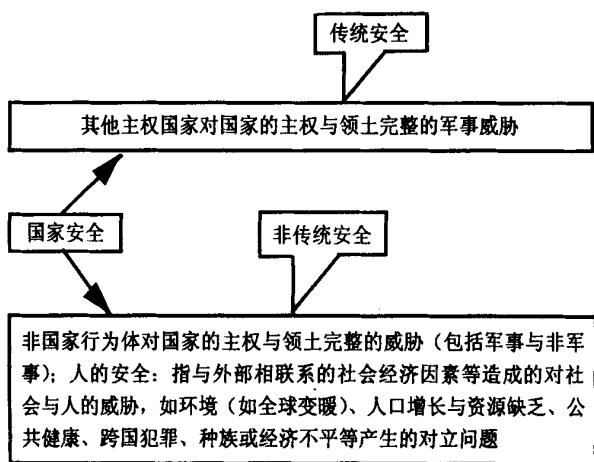 传统安全
其他主权国家对国家的主权与领土完整的军事威胁
国家安全
非传统安全
非国家行为体对国家的主权与领土完整的威胁（包括军事与非军
事）；人的安全：指与外部相联系的社会经济因素等造成的对社
会与人的威胁，如环境（如全球变暖）、人口增长与资源缺乏、公
共健康、跨国犯罪、种族或经济不平等产生的对立问题